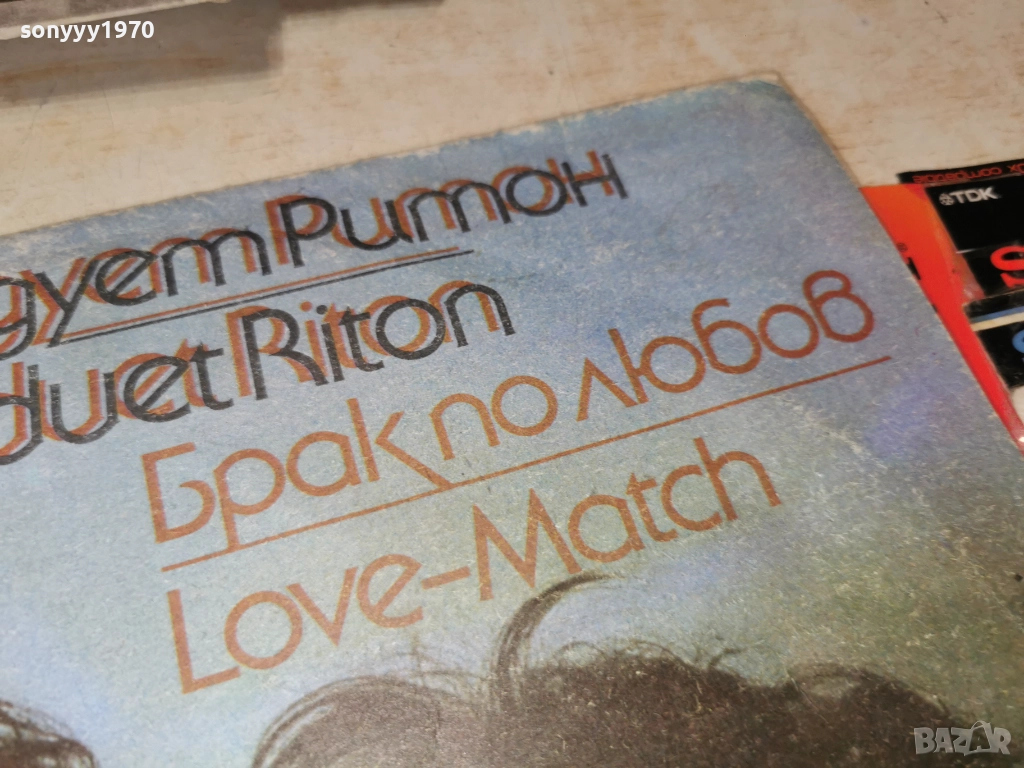 sonyyy1970
дует Ритон
duet Riton
Брак по любов
Love-Match
TDK
BAZAR